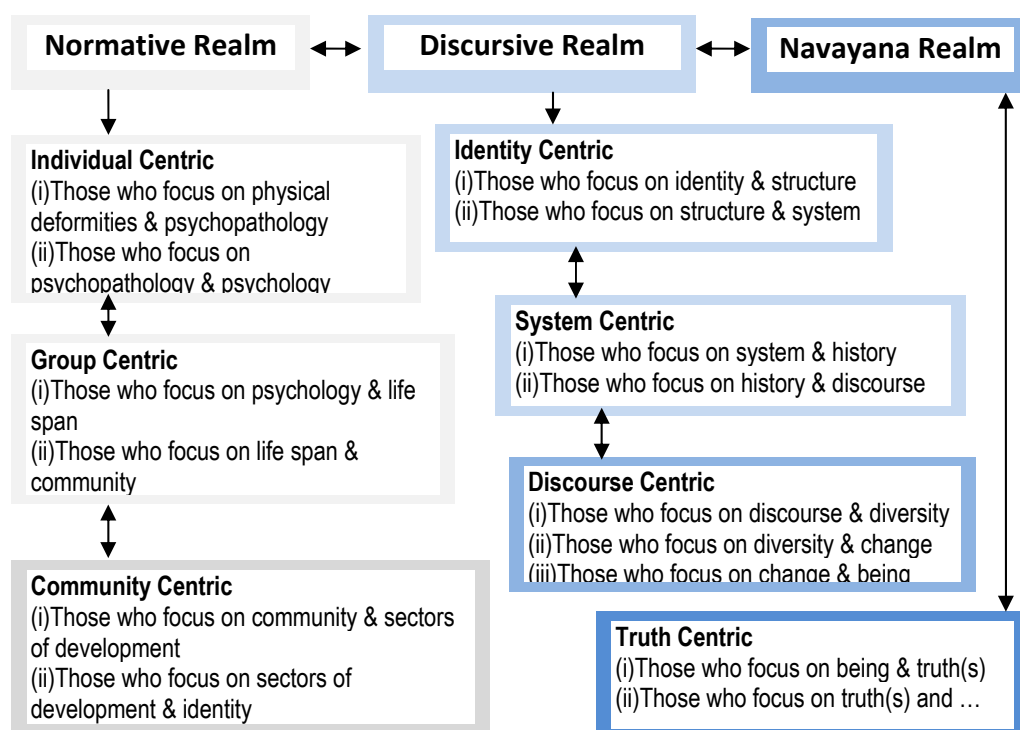 Normative Realm
Discursive Realm
Navayana Realm
Individual Centric
(i)Those who focus on physical
deformities & psychopathology
(ii)Those who focus on
psychopathology & psychology
Group Centric
(i)Those who focus on psychology & life
span
(ii)Those who focus on life span &
community
Community Centric
(i)Those who focus on community & sectors
of development
(ii)Those who focus on sectors of
development & identity
Identity Centric
(i)Those who focus on identity & structure
(ii)Those who focus on structure & system
System Centric
(i)Those who focus on system & history
(ii)Those who focus on history & discourse
Discourse Centric
(i)Those who focus on discourse & diversity
(ii)Those who focus on diversity & change
(iii)Those who focus on change & being
Truth Centric
(i)Those who focus on being & truth(s)
(ii)Those who focus on truth(s) and …